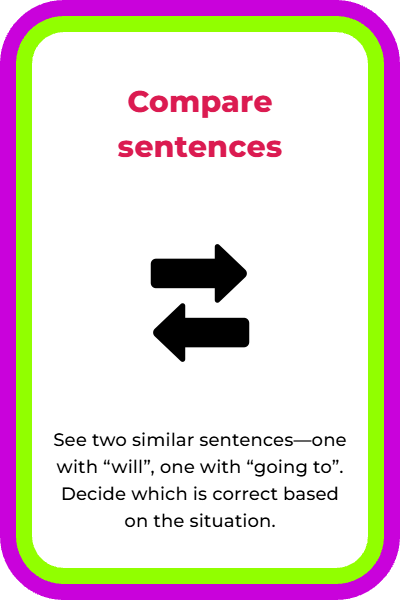 Compare
sentences
See two similar sentences—one
with “will”, one with “going to”.
Decide which is correct based
on the situation.